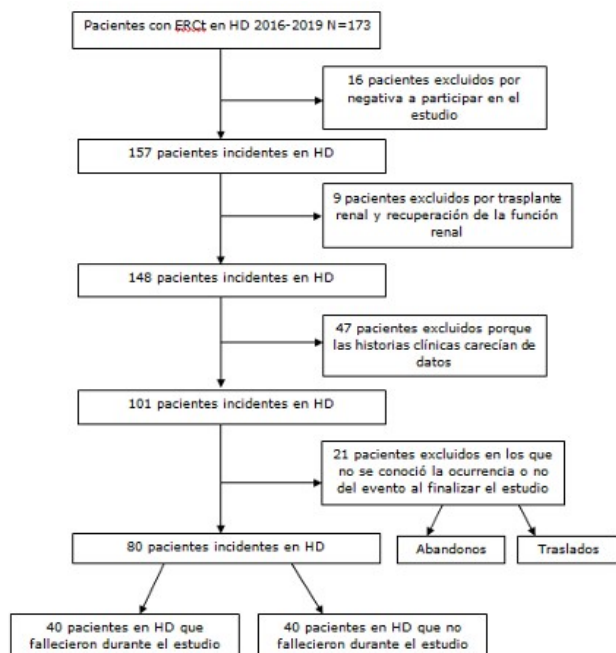 Pacientes con ERCt en HD 2016-2019 N=173
16 pacientes excluidos por
negativa a participar en el
estudio
157 pacientes incidentes en HD
9 pacientes excluidos por trasplante
renal y recuperación de la función
renal
148 pacientes incidentes en HD
47 pacientes excluidos porque
las historias clínicas carecían de
datos
101 pacientes incidentes en HD
21 pacientes excluidos en los que
no se conoció la ocurrencia o no
del evento al finalizar el estudio
80 pacientes incidentes en HD
Abandonos
Traslados
40 pacientes en HD que
fallecieron durante el estudio
40 pacientes en HD que no
fallecieron durante el estudio